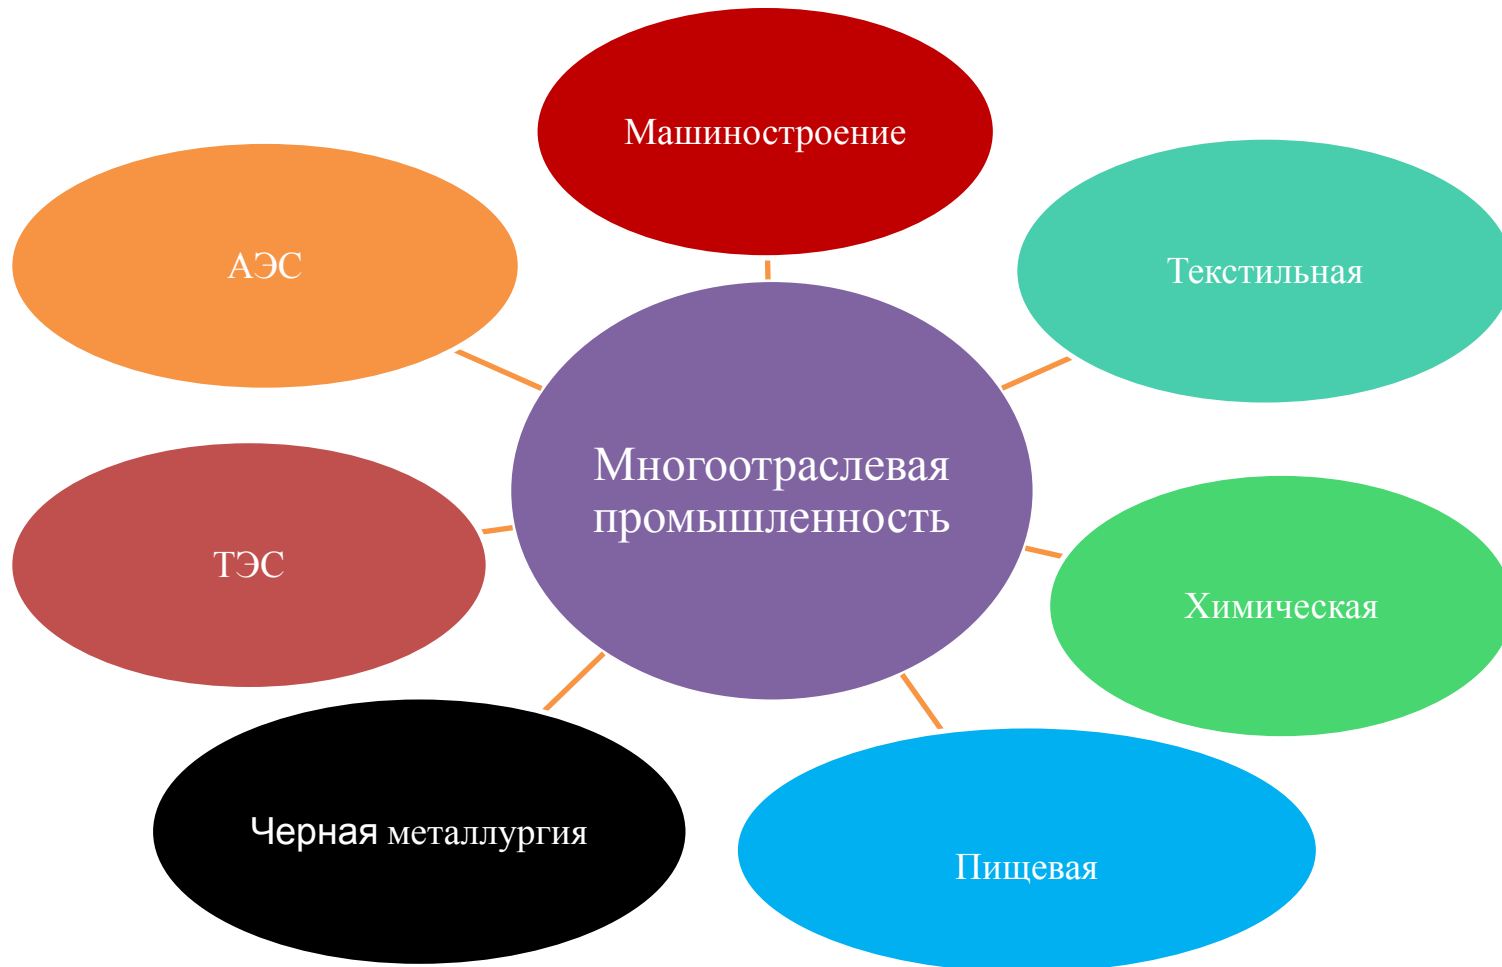 Машиностроение
АЭС
Текстильная
Многоотраслевая
промышленность
ТЭС
Химическая
Черная металлургия
Пищевая